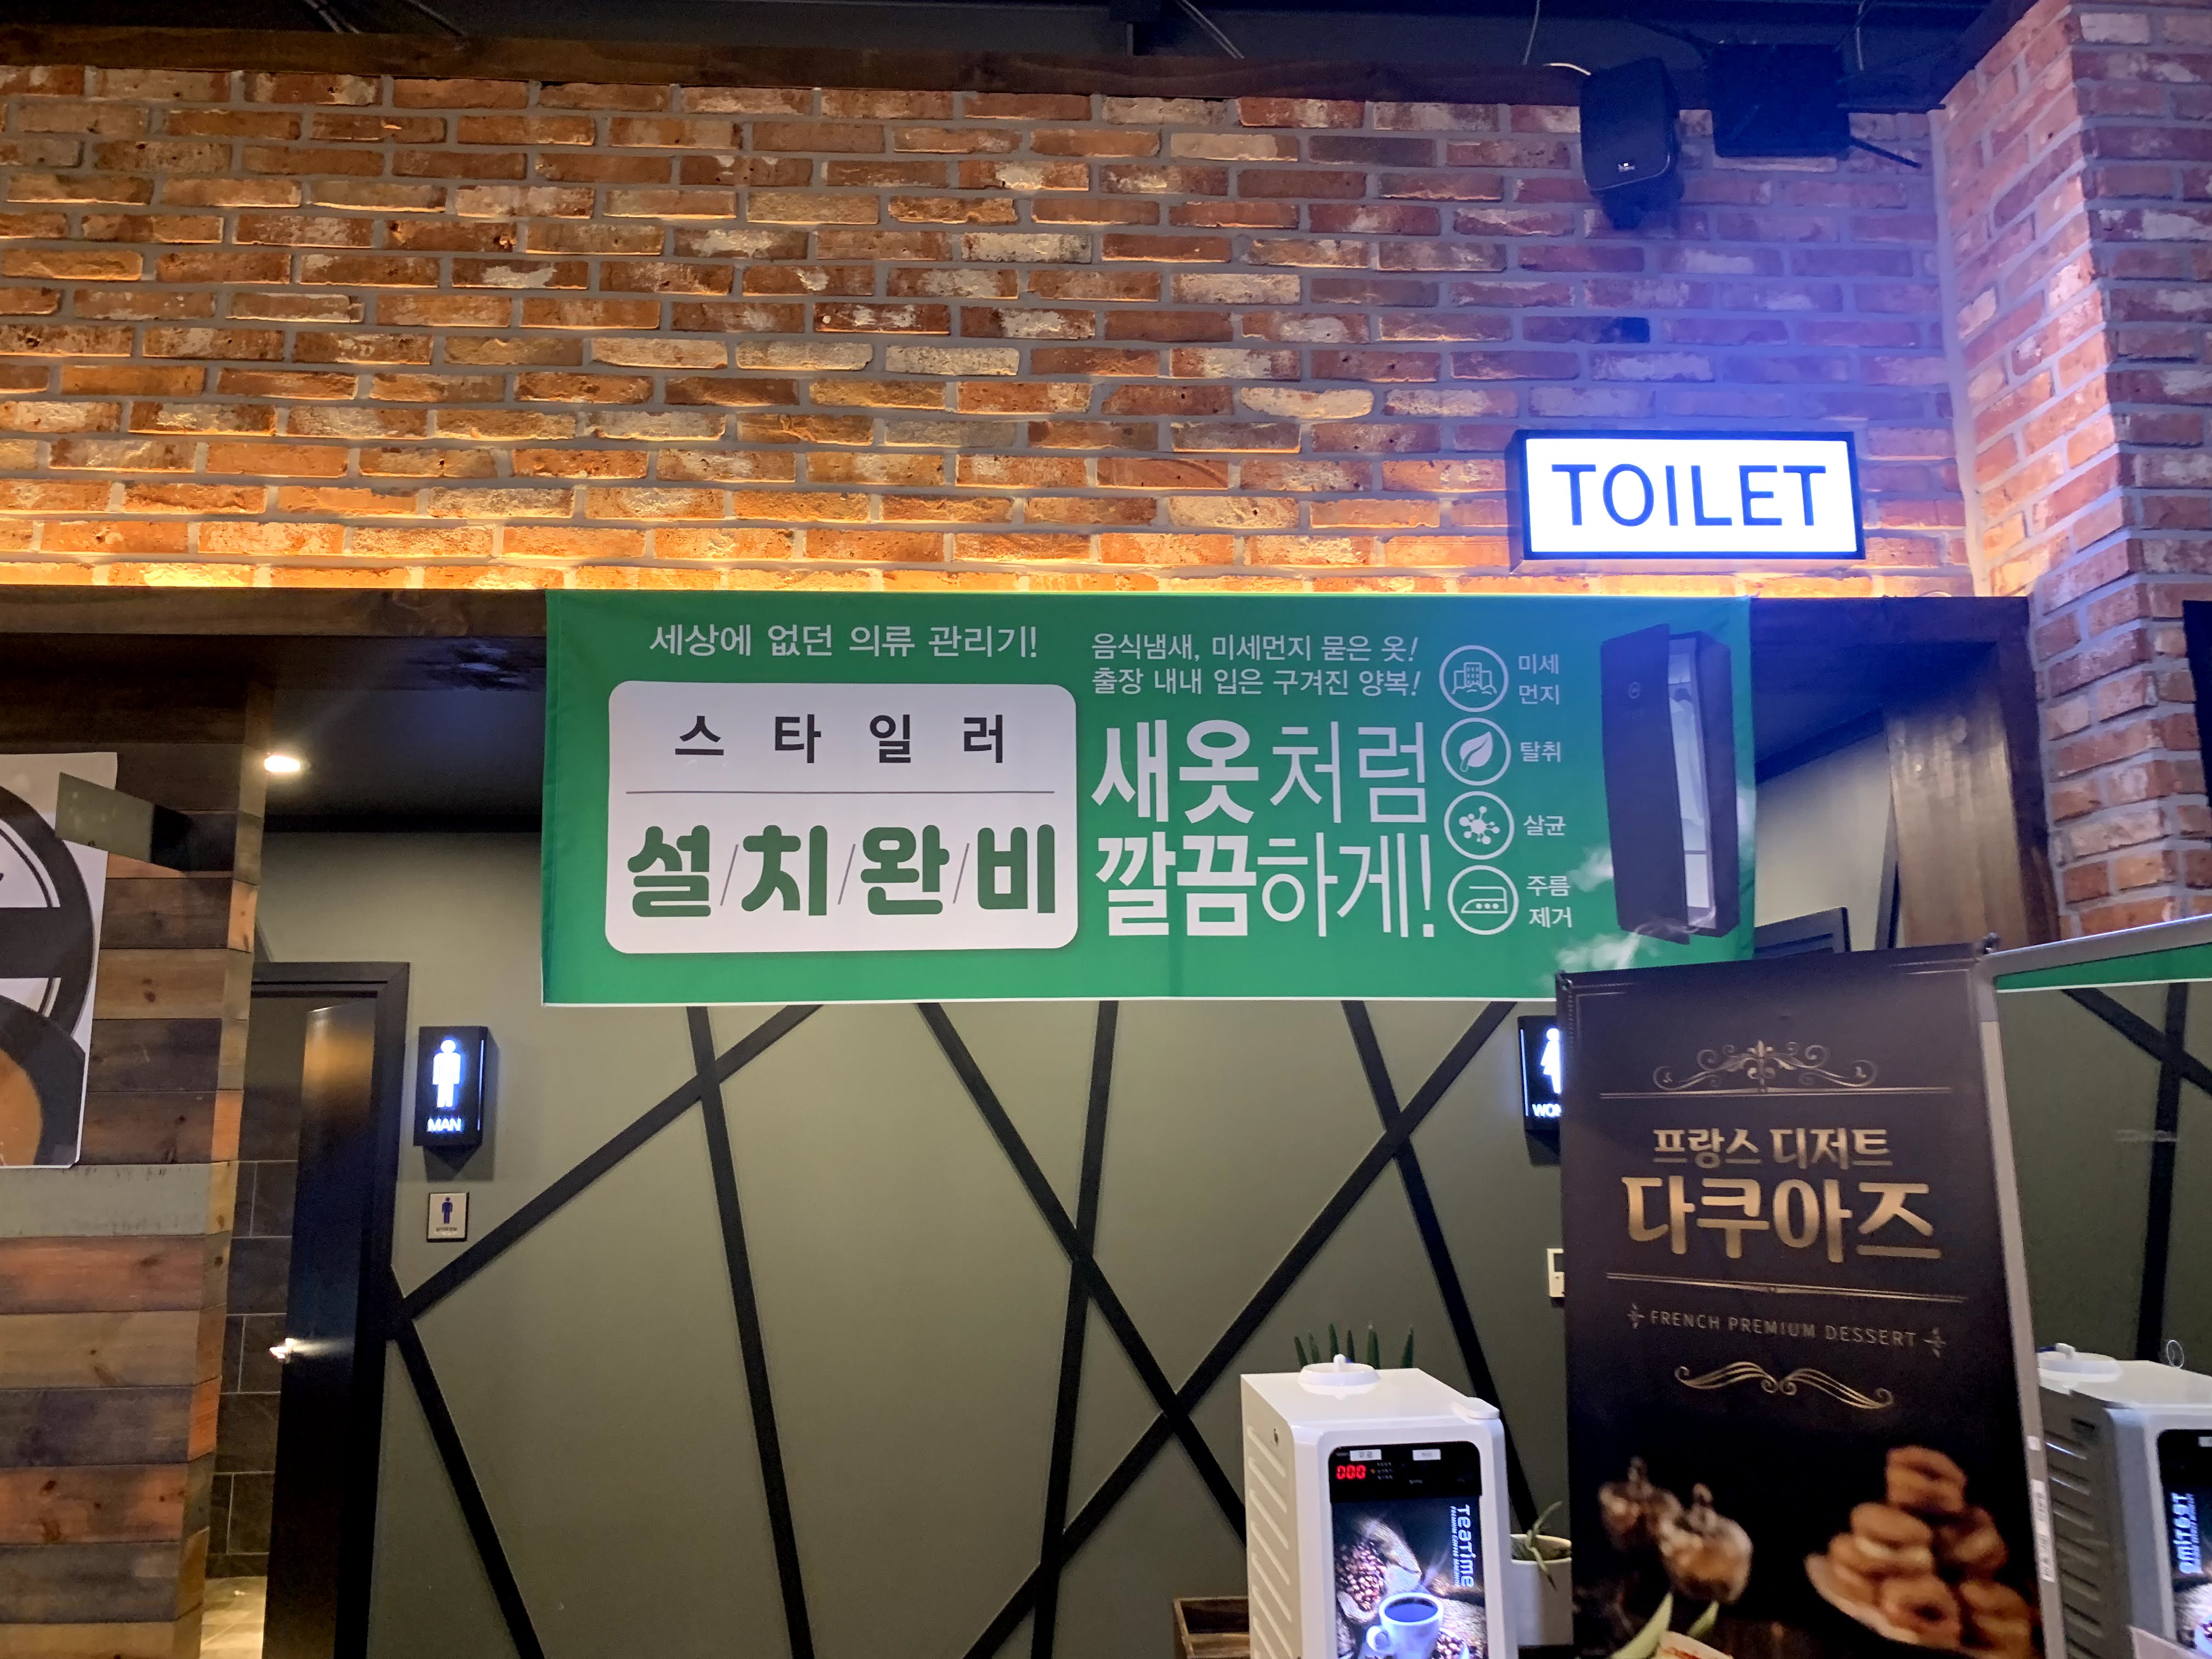 TOILET
세상에 없던 의류 관리기!
스타일러
설/치/완/비
음식냄새, 미세먼지 묻은 옷!
출장 내내 입은 구겨진 양복!
새옷처럼
깔끔하게!
미세
먼지
탈취
살균
주름
제거
MAN
프랑스 디저트
다쿠아즈
FRENCH PREMIUM DESSERT
000
Teatime